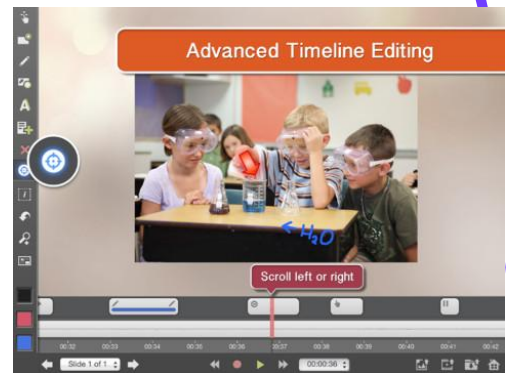 Advanced Timeline Editing
A
i
← H₂O
Scroll left or right
00:32 00:33 00:34 00:35 00:36 00:37 00:38 00:39 00:40 00:41 00:42
Slide 1 of 1
00:00:36